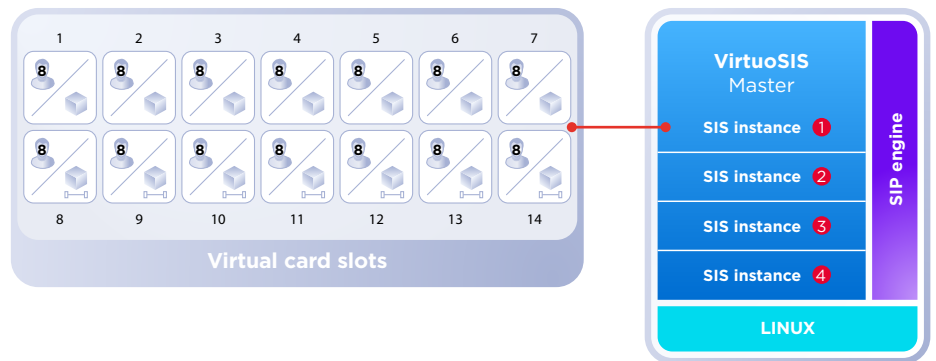 1 2 3 4 5 6 7
8 8 8 8 8 8 8
8 8 8 8 8 8 8
8 9 10 11 12 13 14
Virtual card slots
VirtuoSIS
Master
SIS instance 1
SIS instance 2
SIS instance 3
SIS instance 4
SIP engine
LINUX